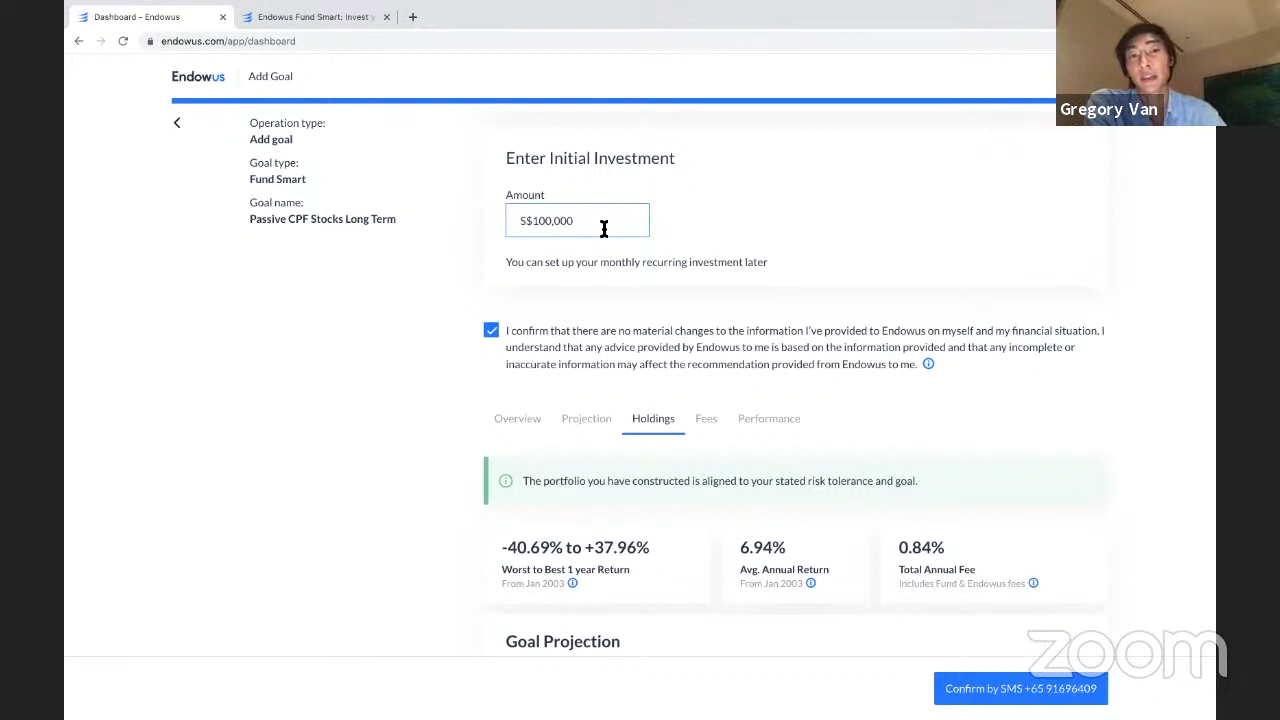 Dashboard - Endowus
Endowus Fund Smart: Invest y
endowus.com/app/dashboard
Endowus
Add Goal
Gregory Van
Operation type:
Add goal
Goal type:
Fund Smart
Goal name:
Passive CPF Stocks Long Term
Enter Initial Investment
Amount
S$100,000
You can set up your monthly recurring investment later
I confirm that there are no material changes to the information I've provided to Endowus on myself and my financial situation. I
understand that any advice provided by Endowus to me is based on the information provided and that any incomplete or
inaccurate information may affect the recommendation provided from Endowus to me.
Overview Projection Holdings Fees Performance
The portfolio you have constructed is aligned to your stated risk tolerance and goal.
-40.69% to +37.96% 6.94% 0.84%
Worst to Best 1 year Return Avg. Annual Return Total Annual Fee
From Jan 2003 From Jan 2003 Includes Fund & Endowus fees
Goal Projection
zoom
Confirm by SMS +65 91696409